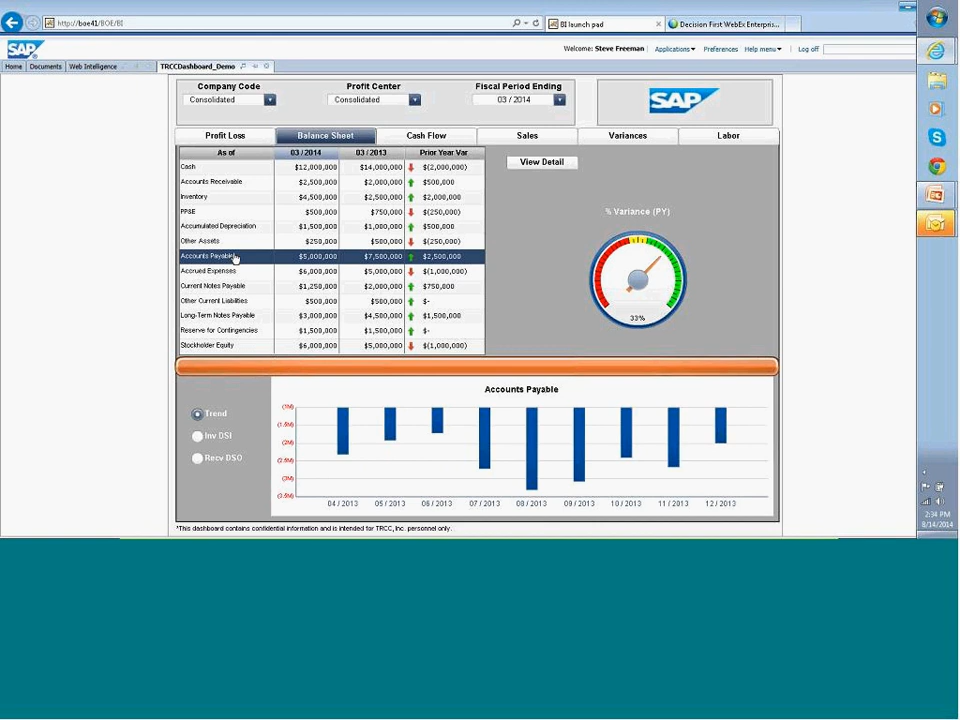 http://boe41/BOE/BI
BI launch pad
Decision First WebEx Enterpris...
SAP
Welcome: Steve Freeman
Applications
Preferences
Help menu
Log off
Home
Documents
Web Intelligence
TRCCDashboard_Demo
Company Code
Profit Center
Fiscal Period Ending
Consolidated
Consolidated
03 / 2014
SAP
Profit Loss
Balance Sheet
Cash Flow
Sales
Variances
Labor
As of 03 / 2014 03 / 2013 Prior Year Var
Cash $12,000,000 $14,000,000 $(2,000,000)
Accounts Receivable $2,500,000 $2,000,000 $500,000
Inventory $4,500,000 $2,500,000 $2,000,000
PP&E $500,000 $750,000 $(250,000)
Accumulated Depreciation $1,500,000 $1,000,000 $500,000
Other Assets $250,000 $500,000 $(250,000)
Accounts Payable $5,000,000 $7,500,000 $2,500,000
Accrued Expenses $6,000,000 $5,000,000 $(1,000,000)
Current Notes Payable $1,250,000 $2,000,000 $750,000
Other Current Liabilities $500,000 $500,000 $-
Long-Term Notes Payable $3,000,000 $4,500,000 $1,500,000
Reserve for Contingencies $1,500,000 $1,500,000 $-
Stockholder Equity $6,000,000 $5,000,000 $(1,000,000)
View Detail
% Variance (PY)
33%
Accounts Payable
Trend
Inv DSI
Recv DSO
(1M)
(1.5M)
(2M)
(2.5M)
(3M)
(3.5M)
04 / 2013 05 / 2013 06 / 2013 07 / 2013 08 / 2013 09 / 2013 10 / 2013 11 / 2013 12 / 2013
*This dashboard contains confidential information and is intended for TRCC, Inc. personnel only.
2:34 PM
8/14/2014